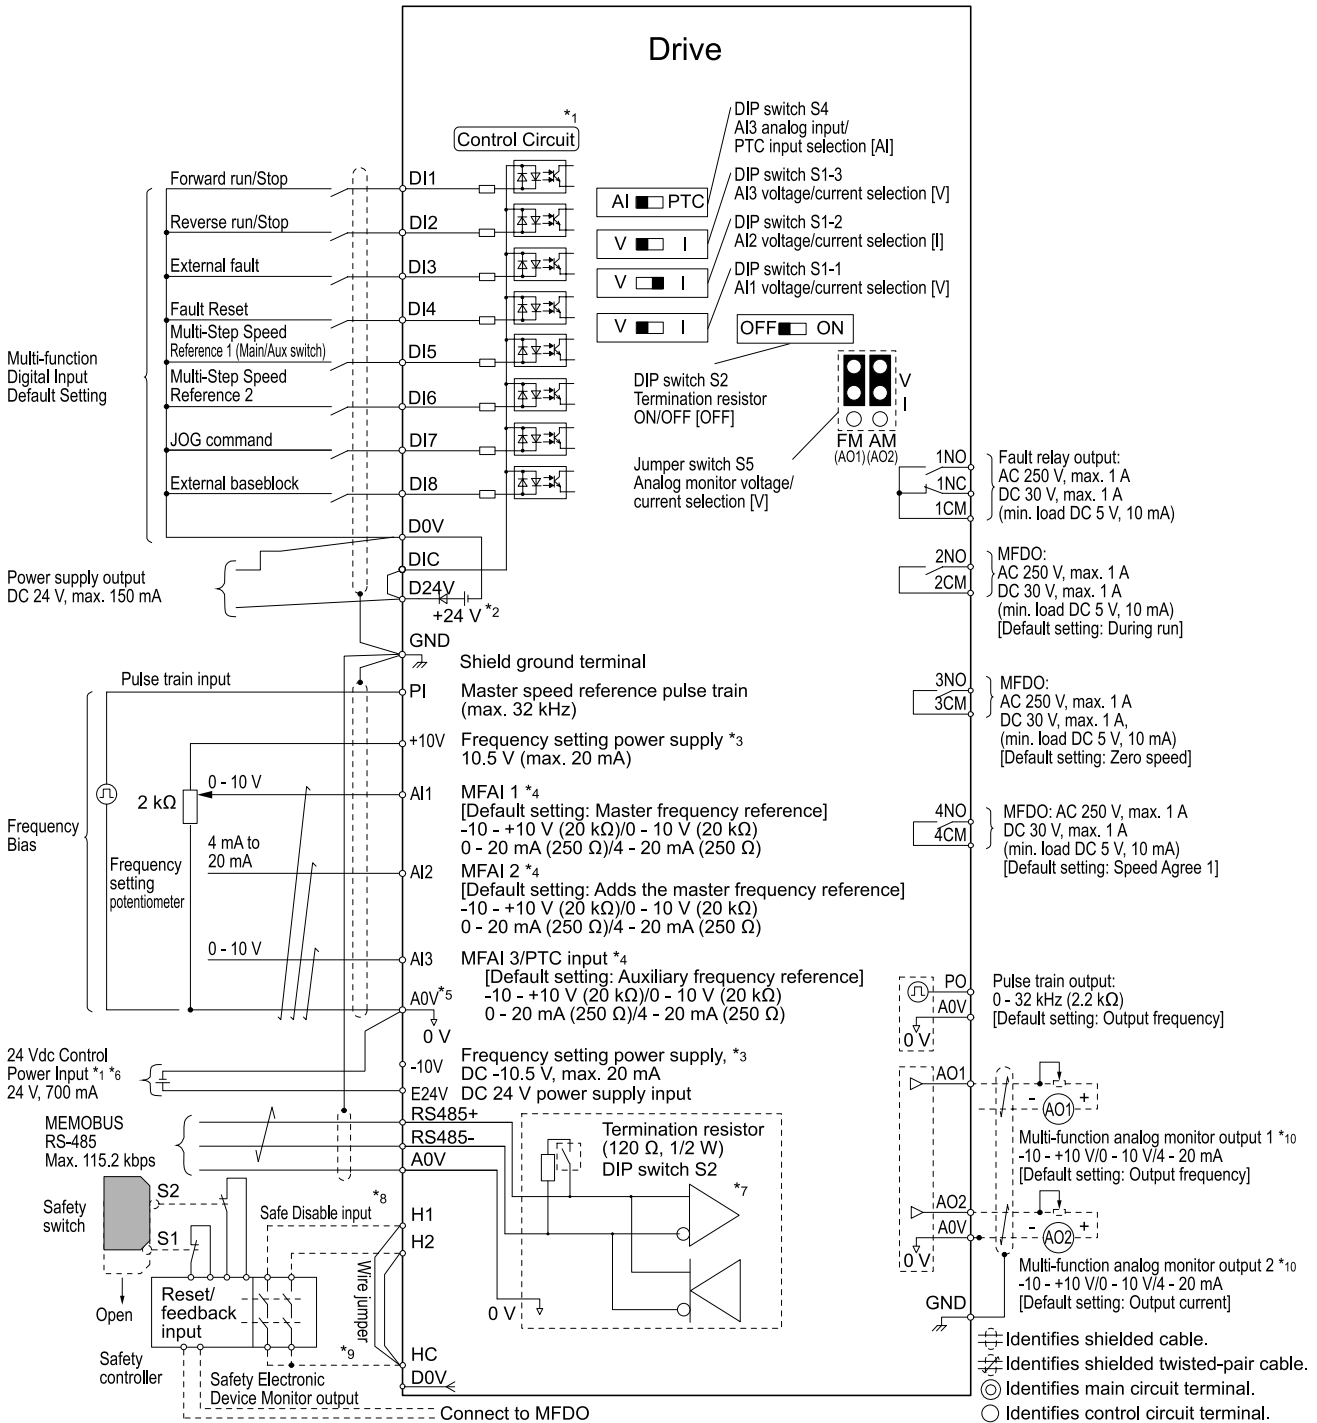 Drive
*1
Control Circuit
DIP switch S4
AI3 analog input/
PTC input selection [AI]
DIP switch S1-3
AI3 voltage/current selection [V]
DIP switch S1-2
AI2 voltage/current selection [I]
DIP switch S1-1
AI1 voltage/current selection [V]
AI PTC
V I
V I
V I
OFF ON
DIP switch S2
Termination resistor
ON/OFF [OFF]
Jumper switch S5
Analog monitor voltage/
current selection [V]
V
I
FM AM
(AO1) (AO2)
Multi-function
Digital Input
Default Setting
Forward run/Stop
DI1
Reverse run/Stop
DI2
External fault
DI3
Fault Reset
DI4
Multi-Step Speed
Reference 1 (Main/Aux switch)
DI5
Multi-Step Speed
Reference 2
DI6
JOG command
DI7
External baseblock
DI8
D0V
DIC
D24V
+24 V *2
Power supply output
DC 24 V, max. 150 mA
GND
Shield ground terminal
Pulse train input
PI
Master speed reference pulse train
(max. 32 kHz)
+10V
Frequency setting power supply *3
10.5 V (max. 20 mA)
Frequency
Bias
2 kΩ
0 - 10 V
Frequency
setting
potentiometer
AI1
MFAI 1 *4
[Default setting: Master frequency reference]
-10 - +10 V (20 kΩ)/0 - 10 V (20 kΩ)
0 - 20 mA (250 Ω)/4 - 20 mA (250 Ω)
4 mA to
20 mA
AI2
MFAI 2 *4
[Default setting: Adds the master frequency reference]
-10 - +10 V (20 kΩ)/0 - 10 V (20 kΩ)
0 - 20 mA (250 Ω)/4 - 20 mA (250 Ω)
0 - 10 V
AI3
MFAI 3/PTC input *4
[Default setting: Auxiliary frequency reference]
-10 - +10 V (20 kΩ)/0 - 10 V (20 kΩ)
0 - 20 mA (250 Ω)/4 - 20 mA (250 Ω)
A0V *5
0 V
-10V
Frequency setting power supply, *3
DC -10.5 V, max. 20 mA
24 Vdc Control
Power Input *1 *6
24 V, 700 mA
E24V
DC 24 V power supply input
MEMOBUS
RS-485
Max. 115.2 kbps
RS485+
RS485-
A0V
Termination resistor
(120 Ω, 1/2 W)
DIP switch S2
*7
0 V
Safety
switch
S2
S1
Open
*8
Safe Disable input
H1
H2
Wire jumper
Reset/
feedback
input
*9
HC
D0V
Safety
controller
Safety Electronic
Device Monitor output
Connect to MFDO
1NO
1NC
1CM
Fault relay output:
AC 250 V, max. 1 A
DC 30 V, max. 1 A
(min. load DC 5 V, 10 mA)
2NO
2CM
MFDO:
AC 250 V, max. 1 A
DC 30 V, max. 1 A
(min. load DC 5 V, 10 mA)
[Default setting: During run]
3NO
3CM
MFDO:
AC 250 V, max. 1 A
DC 30 V, max. 1 A,
(min. load DC 5 V, 10 mA)
[Default setting: Zero speed]
4NO
4CM
MFDO: AC 250 V, max. 1 A
DC 30 V, max. 1 A
(min. load DC 5 V, 10 mA)
[Default setting: Speed Agree 1]
PO
A0V
0 V
Pulse train output:
0 - 32 kHz (2.2 kΩ)
[Default setting: Output frequency]
AO1
- AO1 +
Multi-function analog monitor output 1 *10
-10 - +10 V/0 - 10 V/4 - 20 mA
[Default setting: Output frequency]
AO2
A0V
0 V
- AO2 +
Multi-function analog monitor output 2 *10
-10 - +10 V/0 - 10 V/4 - 20 mA
[Default setting: Output current]
GND
Identifies shielded cable.
Identifies shielded twisted-pair cable.
Identifies main circuit terminal.
Identifies control circuit terminal.